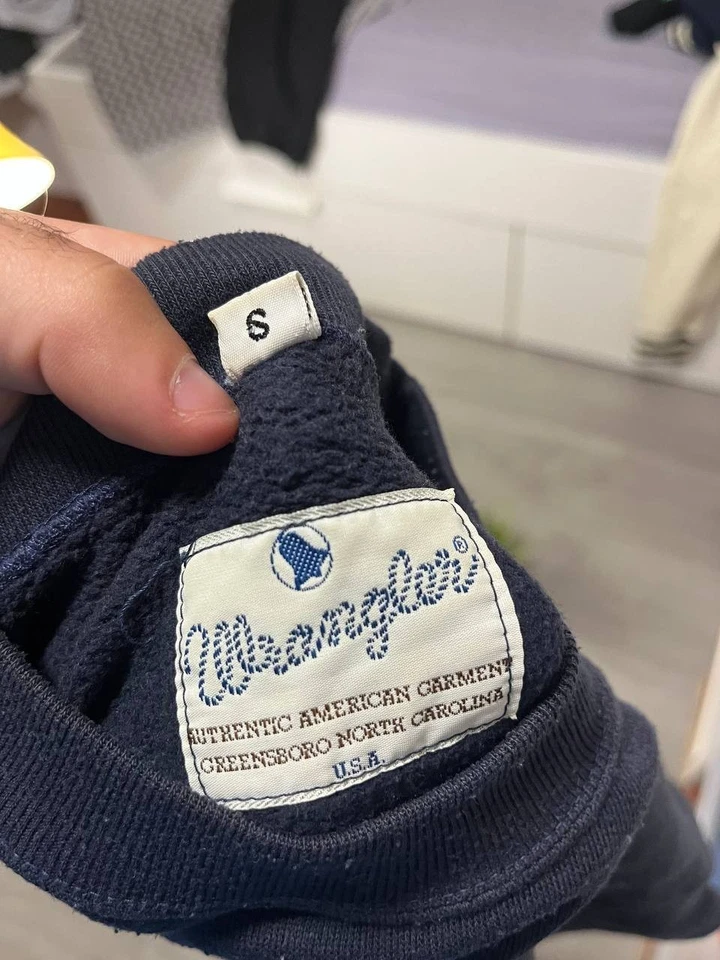 S
Wrangler®
AUTHENTIC AMERICAN GARMENT
GREENSBORO NORTH CAROLINA
U.S.A.